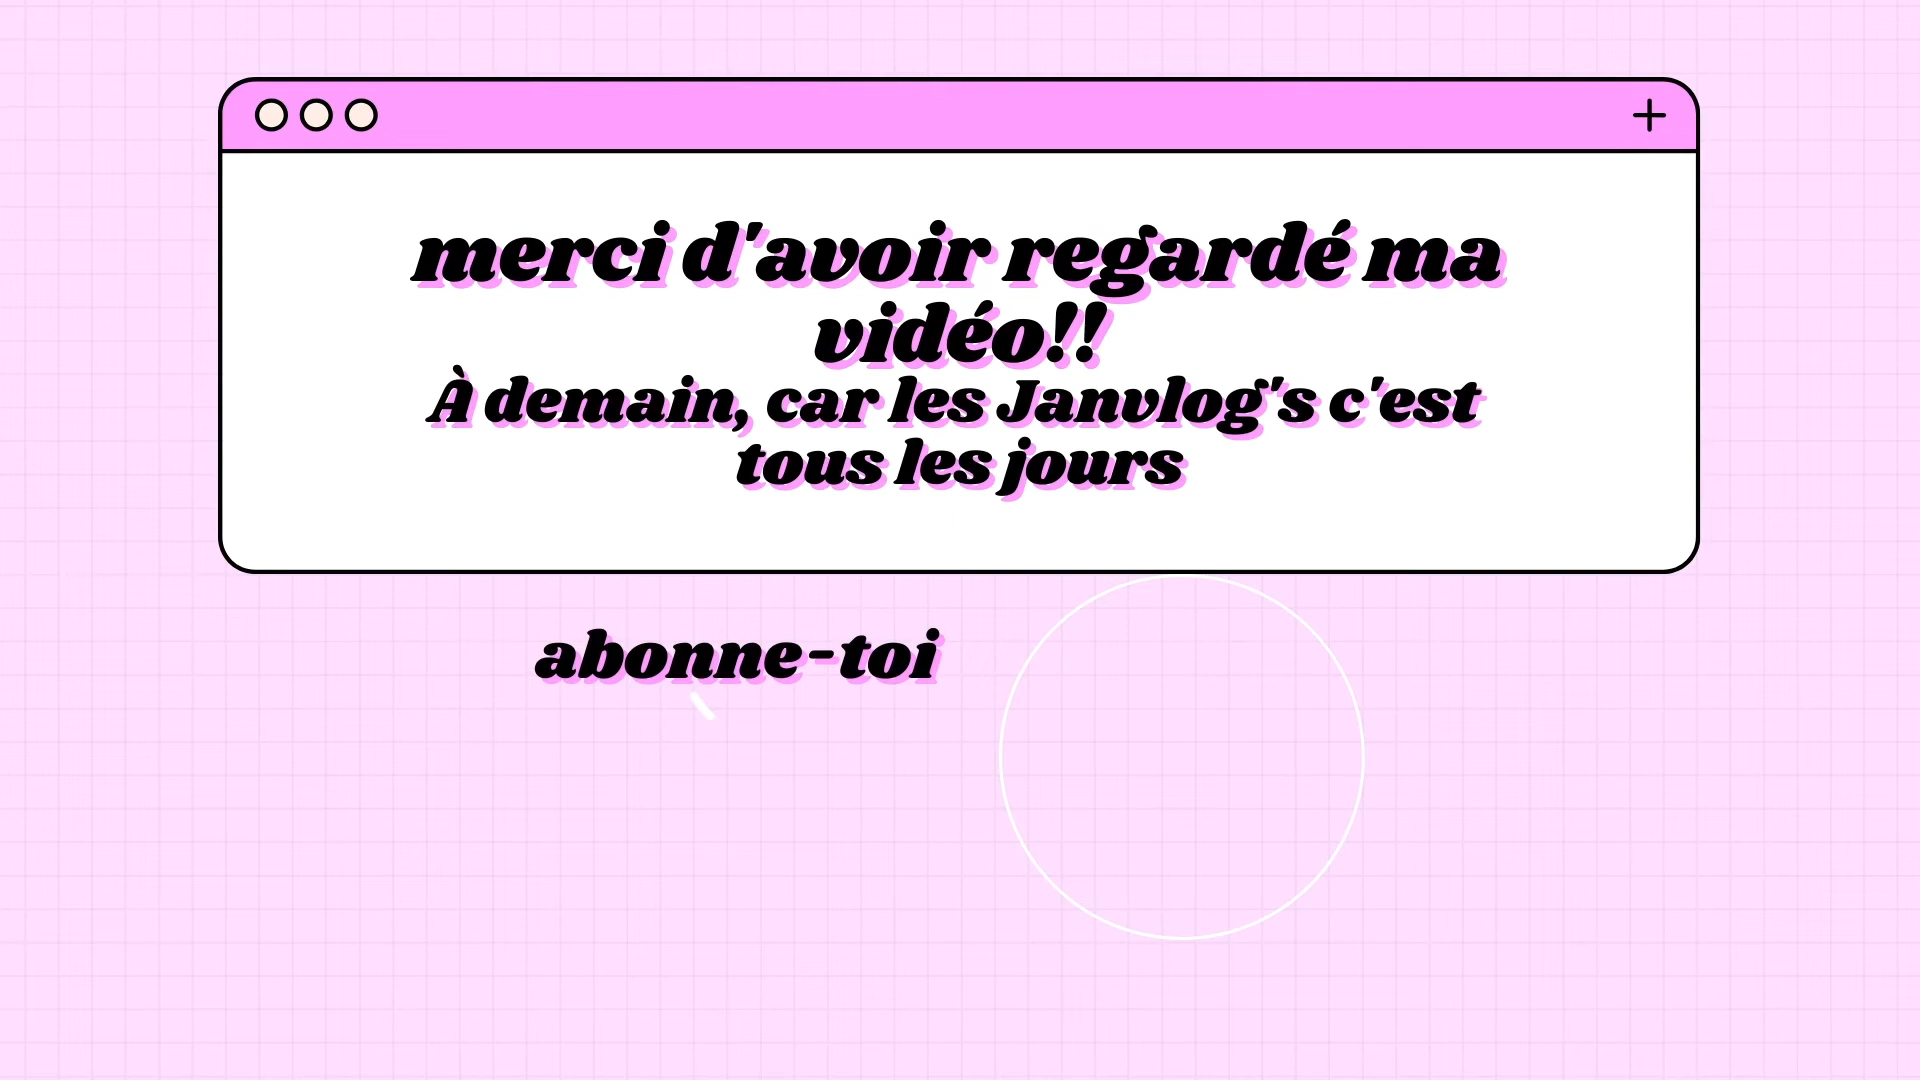 merci d'avoir regardé ma
vidéo!!
À demain, car les Janvlog's c'est
tous les jours
abonne-toi